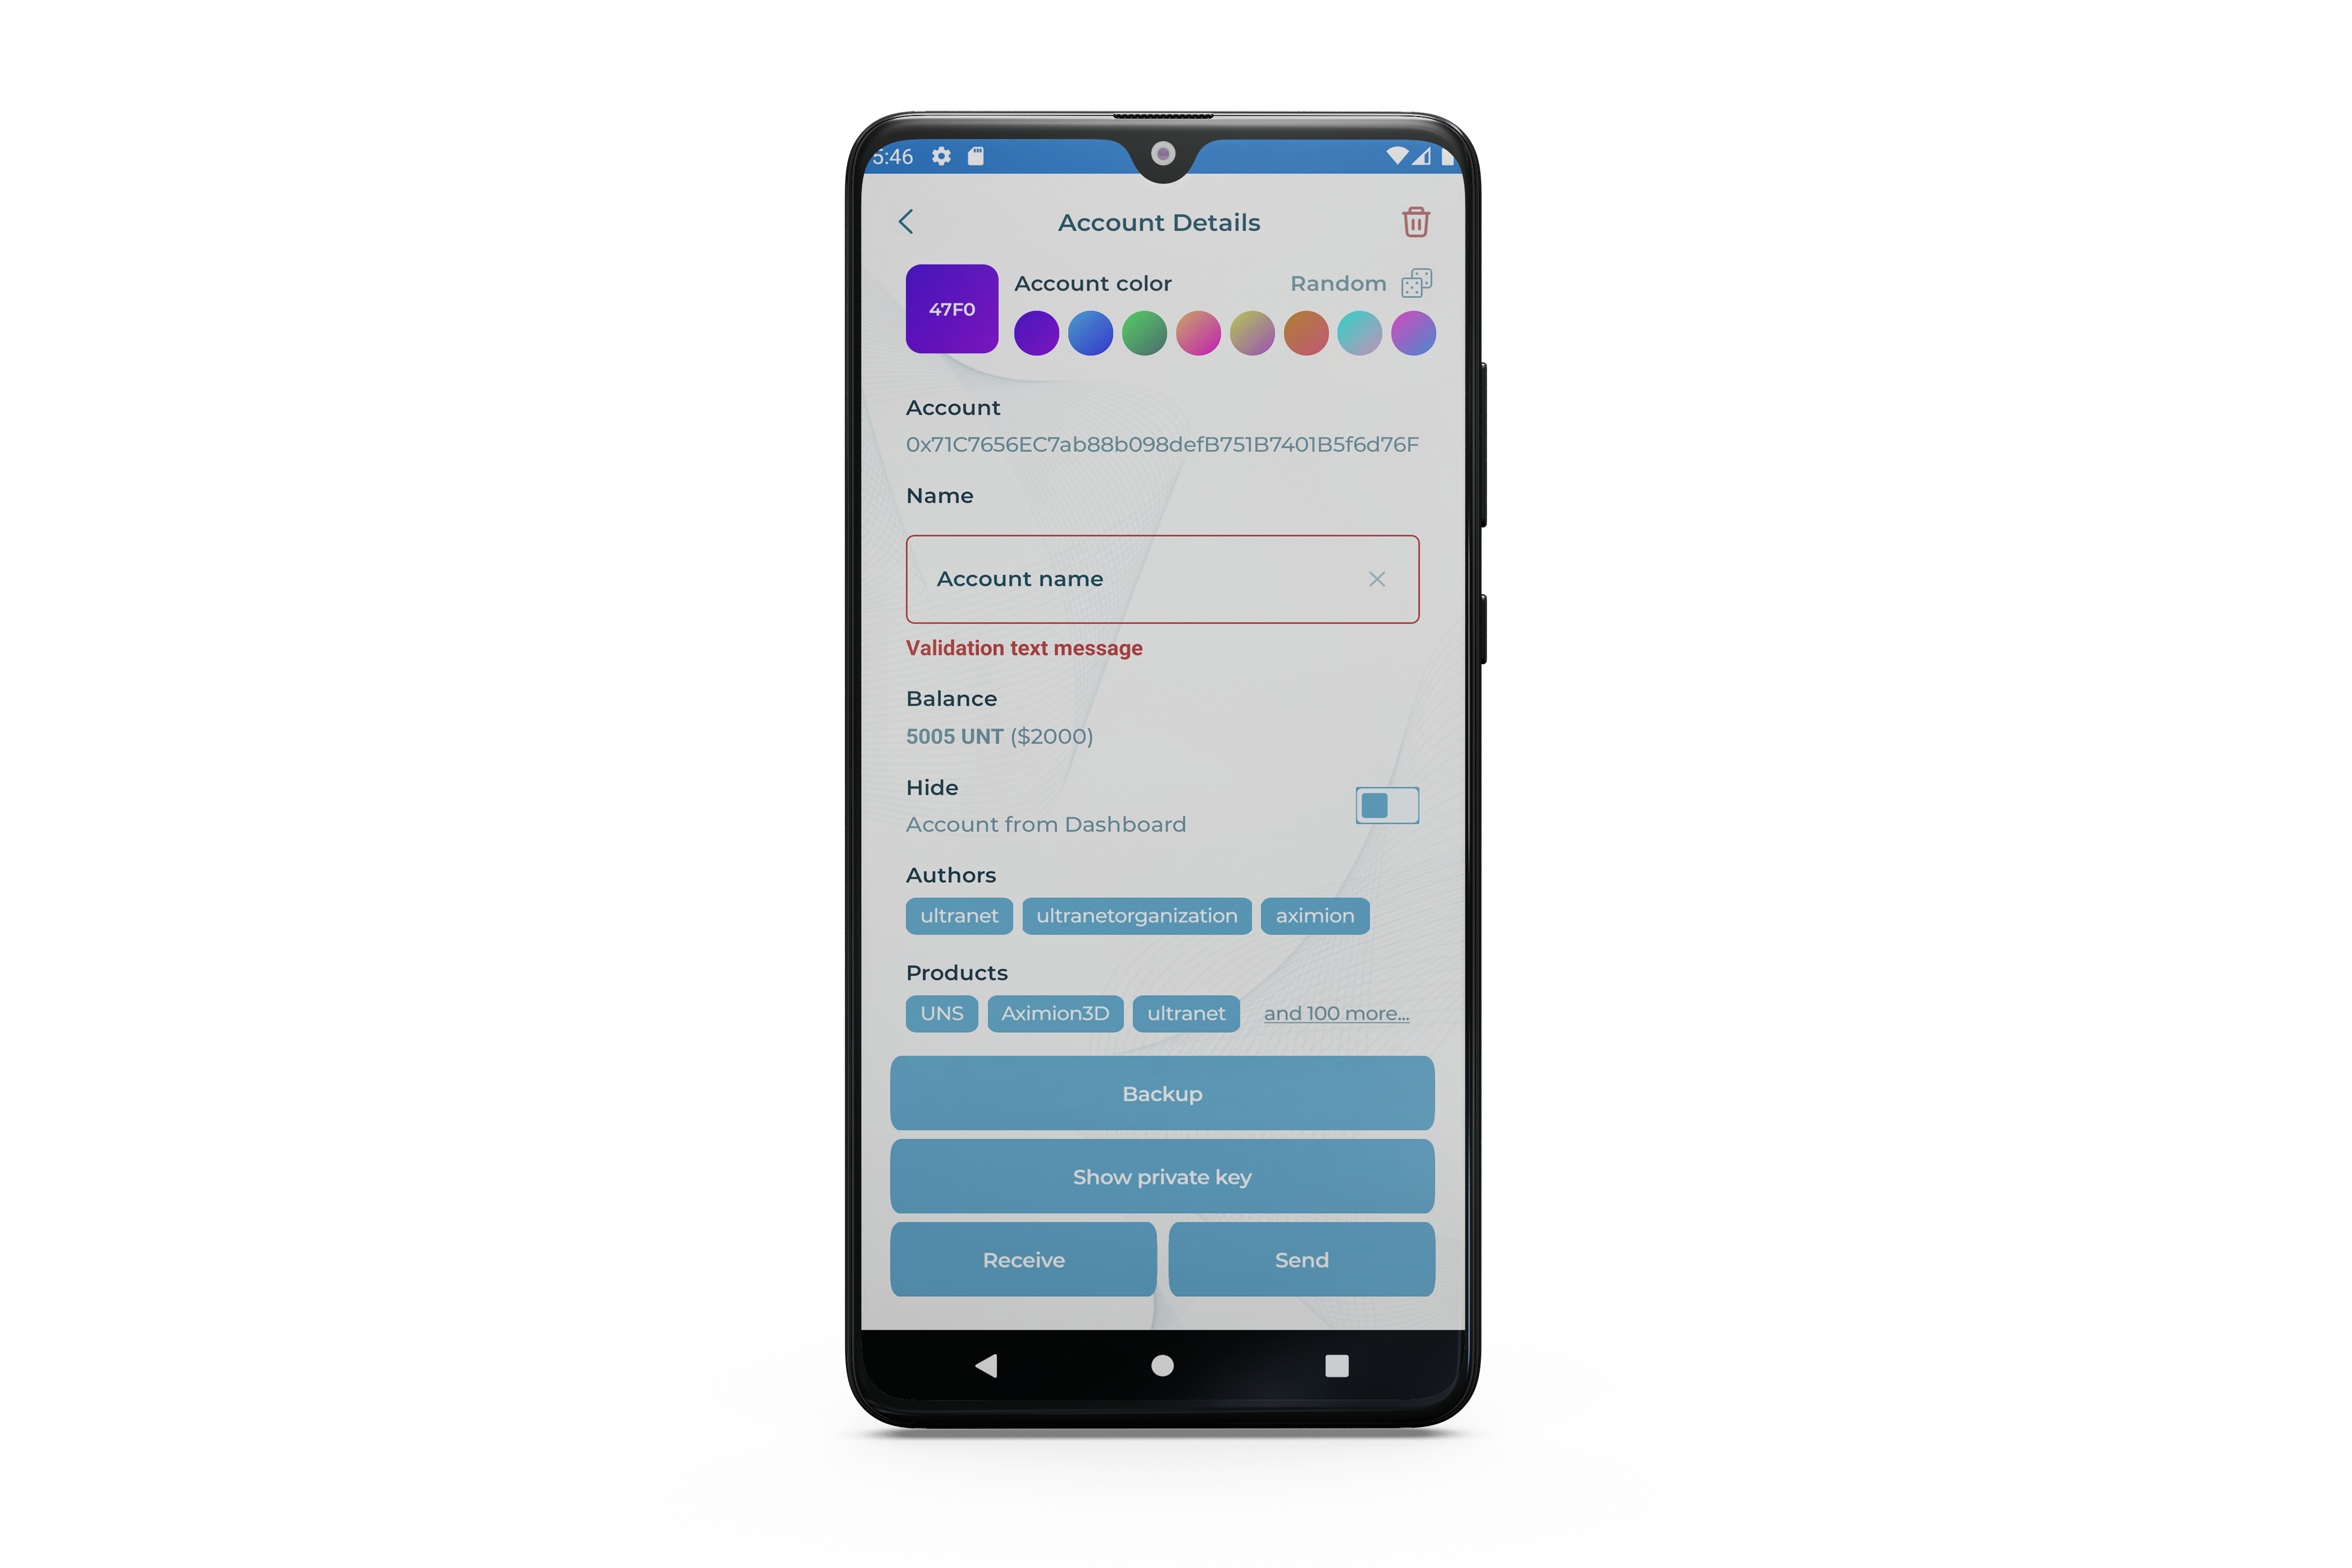 5:46
Account Details
47F0
Account color
Random
Account
0x71C7656EC7ab88b098defB751B7401B5f6d76F
Name
Account name
Validation text message
Balance
5005 UNT ($2000)
Hide
Account from Dashboard
Authors
ultranet ultranetorganization aximion
Products
UNS Aximion3D ultranet and 100 more...
Backup
Show private key
Receive Send